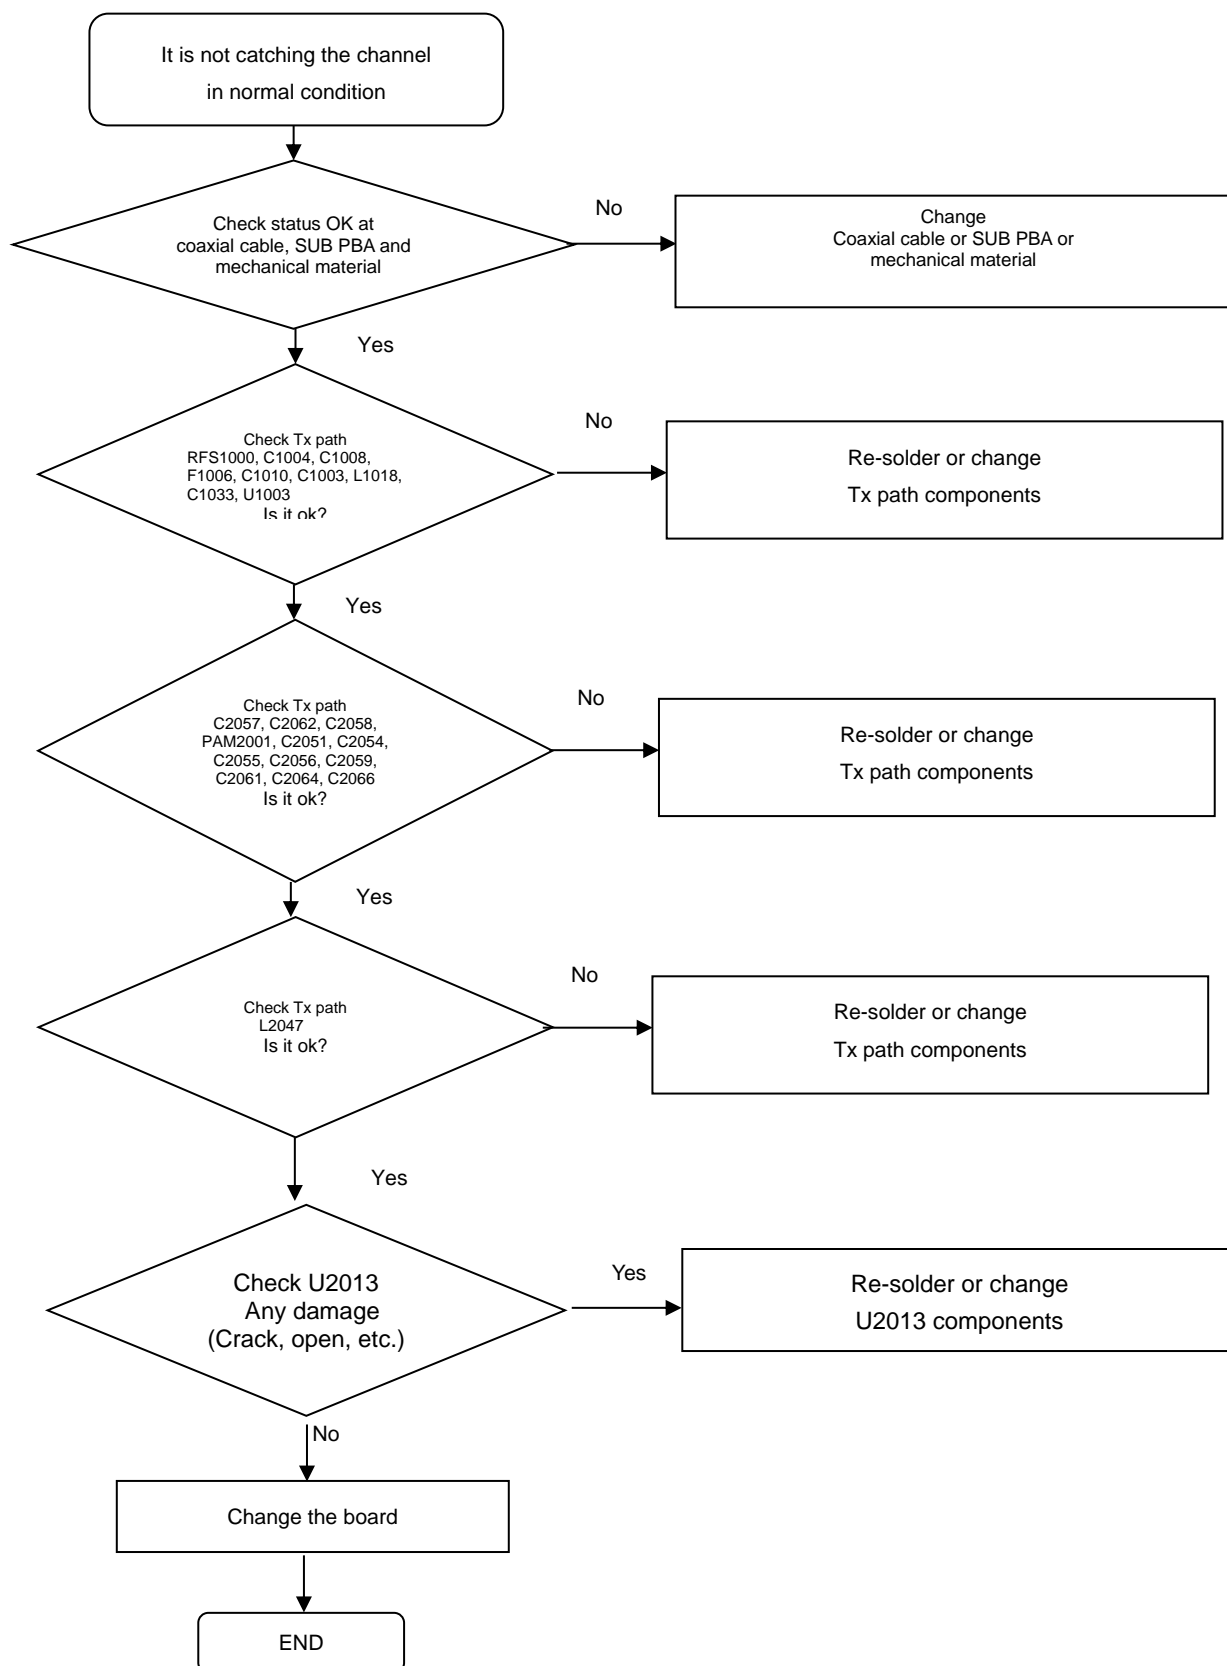 It is not catching the channel
in normal condition
Check status OK at
coaxial cable, SUB PBA and
mechanical material
No
Change
Coaxial cable or SUB PBA or
mechanical material
Yes
Check Tx path
RFS1000, C1004, C1008,
F1006, C1010, C1003, L1018,
C1033, U1003
Is it ok?
No
Re-solder or change
Tx path components
Yes
Check Tx path
C2057, C2062, C2058,
PAM2001, C2051, C2054,
C2055, C2056, C2059,
C2061, C2064, C2066
Is it ok?
No
Re-solder or change
Tx path components
Yes
Check Tx path
L2047
Is it ok?
No
Re-solder or change
Tx path components
Yes
Check U2013
Any damage
(Crack, open, etc.)
Yes
Re-solder or change
U2013 components
No
Change the board
END